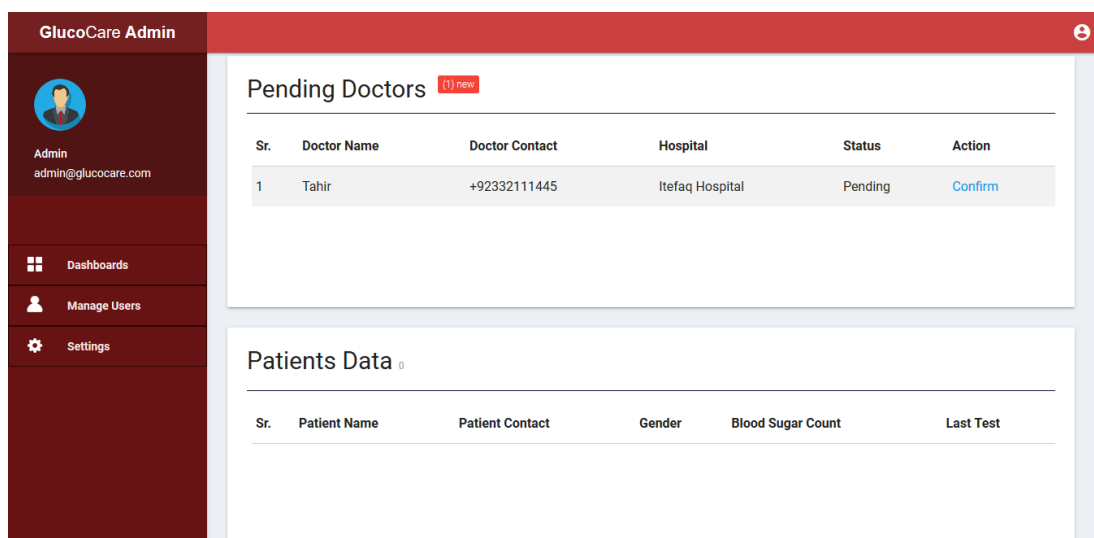 GlucoCare Admin
Admin
admin@glucocare.com
Dashboards
Manage Users
Settings
Pending Doctors (1) new
Sr. Doctor Name Doctor Contact Hospital Status Action
1 Tahir +92332111445 Itefaq Hospital Pending Confirm
Patients Data 0
Sr. Patient Name Patient Contact Gender Blood Sugar Count Last Test